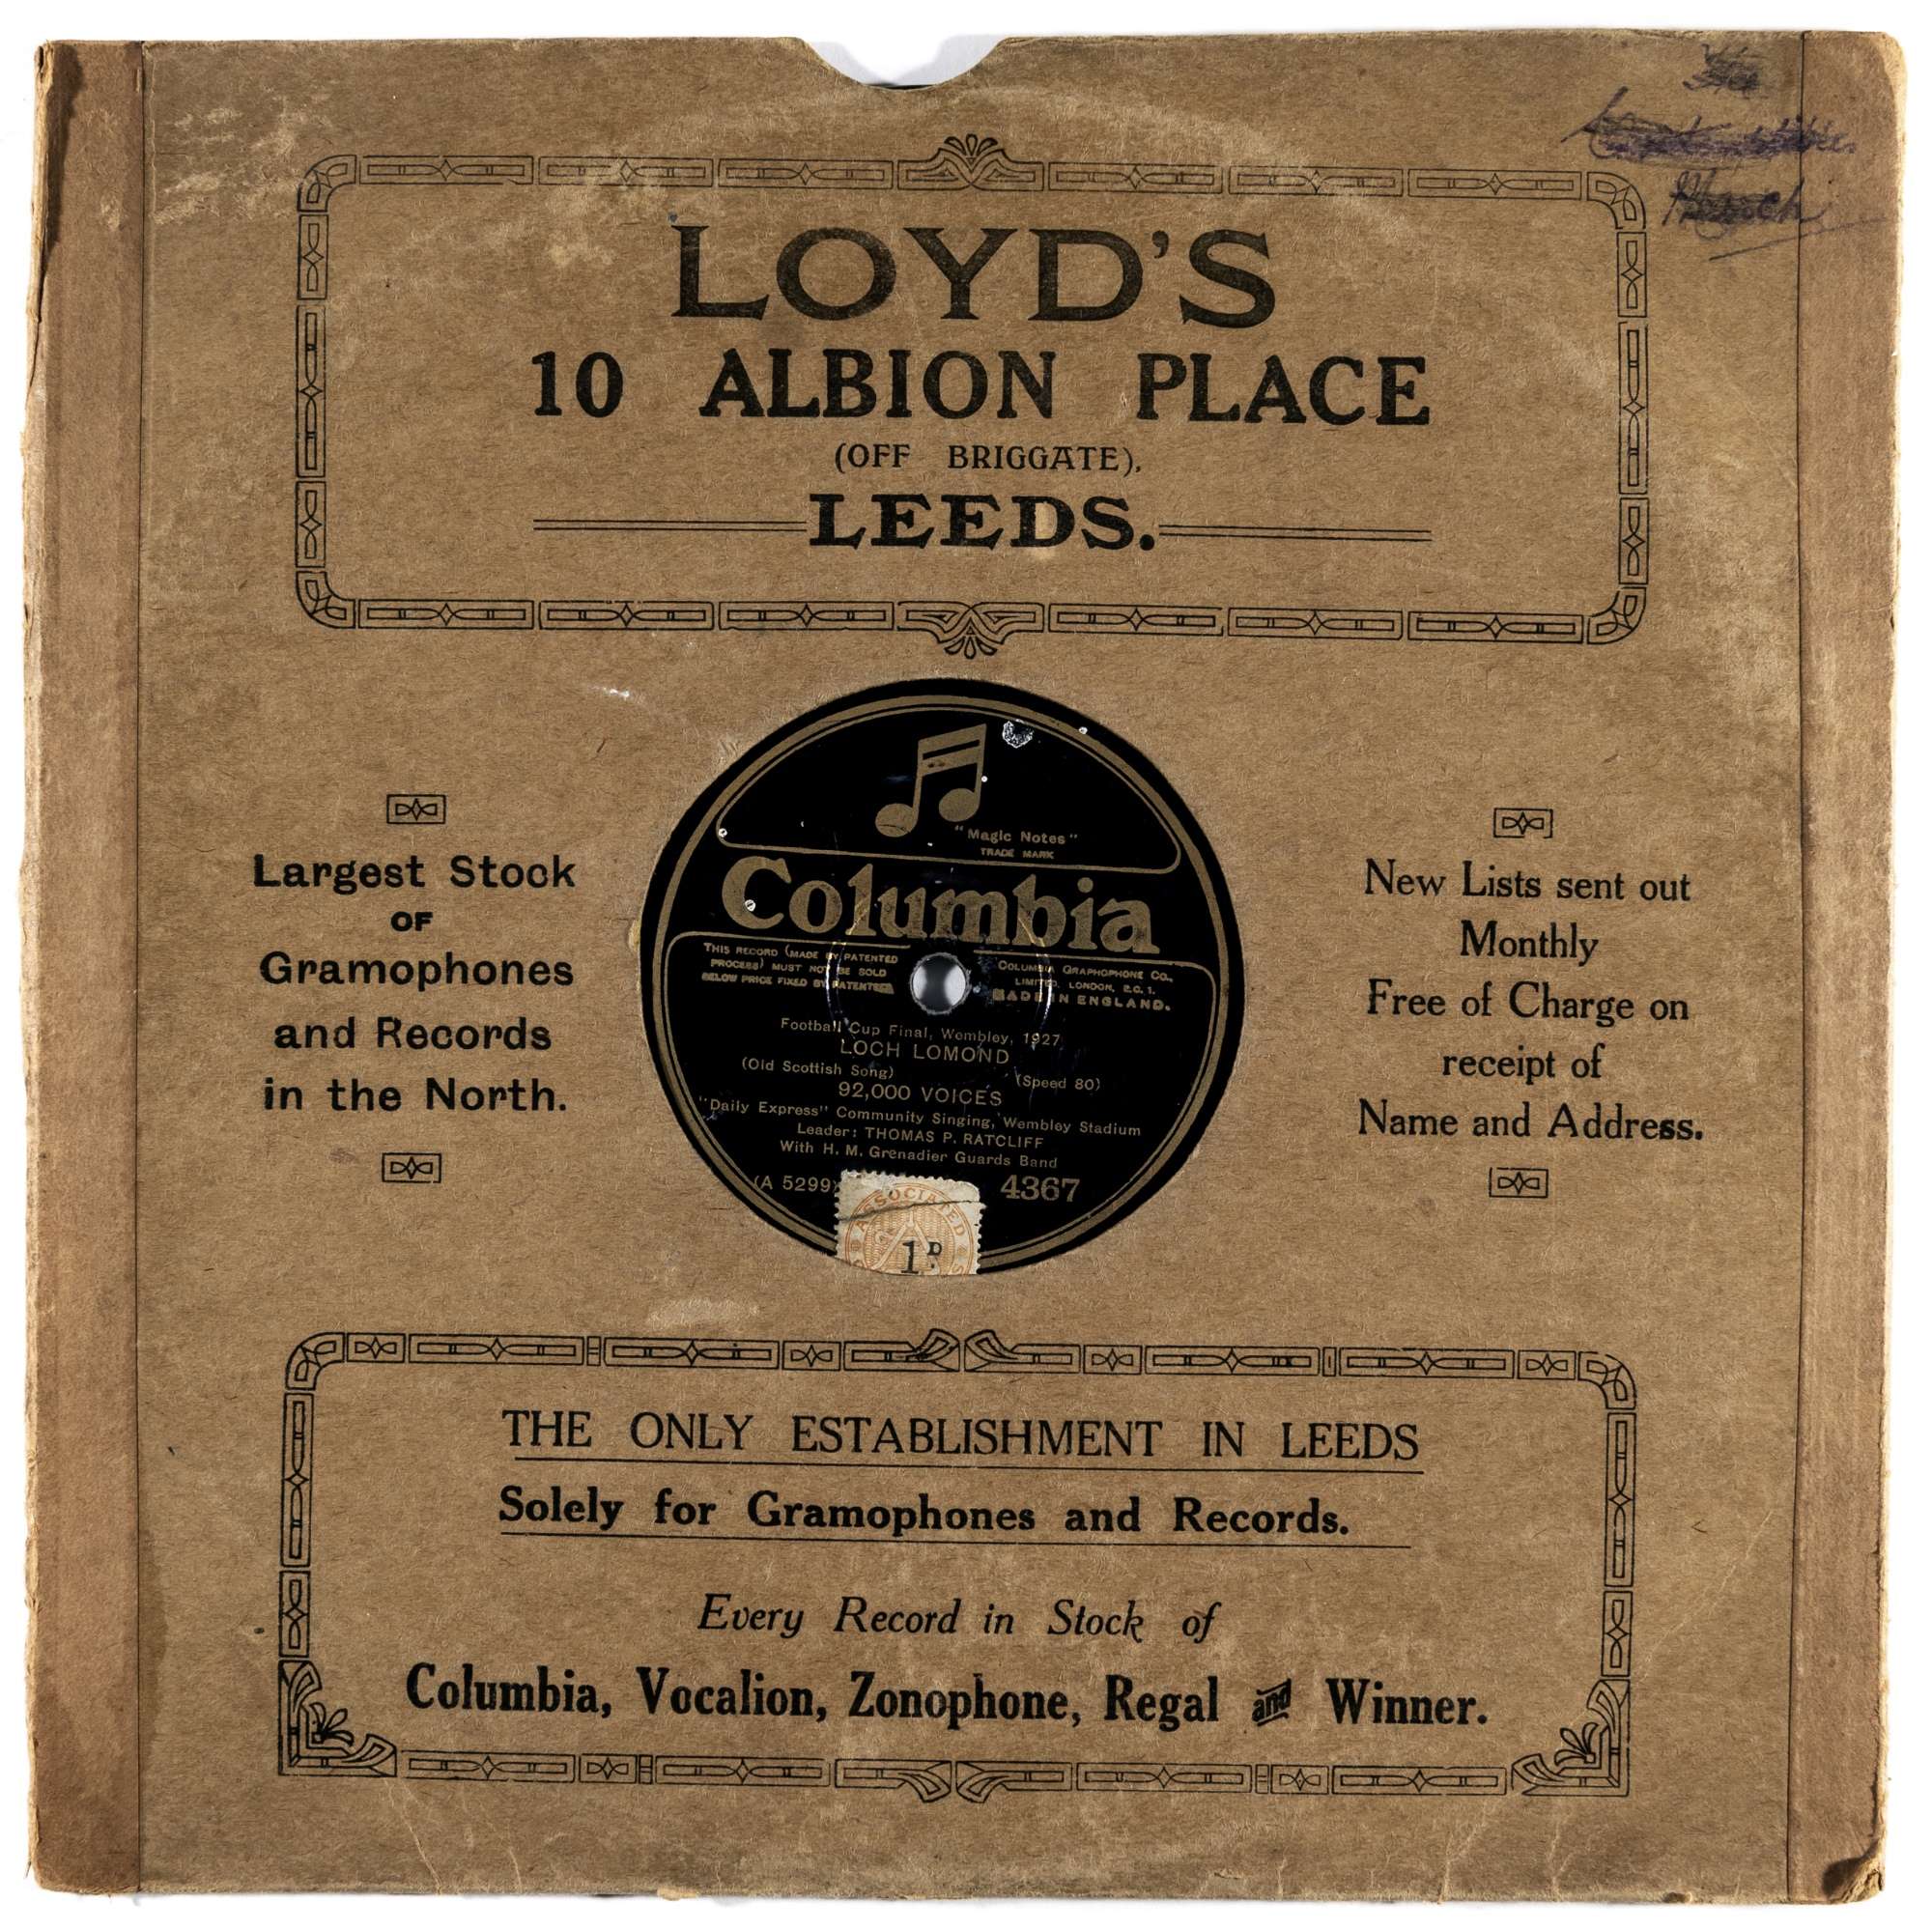 The
March
LOYD'S
10 ALBION PLACE
(OFF BRIGGATE),
LEEDS.
Largest Stock
OF
Gramophones
and Records
in the North.
"Magic Notes"
TRADE MARK
Columbia
THIS RECORD (MADE BY PATENTED
PROCESS) MUST NOT BE SOLD
BELOW PRICE FIXED BY PATENTEES
COLUMBIA GRAPHOPHONE CO.,
LIMITED, LONDON, E.C. 1.
MADE IN ENGLAND.
Football Cup Final, Wembley, 1927
LOCH LOMOND
(Old Scottish Song) (Speed 80)
92,000 VOICES
"Daily Express" Community Singing, Wembley Stadium
Leader: THOMAS P. RATCLIFF
With H. M. Grenadier Guards Band
(A 5299) 4367
ASSOCIATED
1D
New Lists sent out
Monthly
Free of Charge on
receipt of
Name and Address.
THE ONLY ESTABLISHMENT IN LEEDS
Solely for Gramophones and Records.
Every Record in Stock of
Columbia, Vocalion, Zonophone, Regal and Winner.